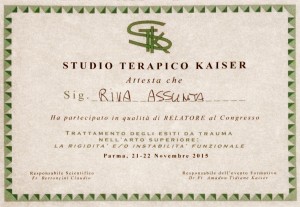 STUDIO TERAPICO KAISER
Attesta che
Sig. RIVA ASSUNTA
Ha partecipato in qualità di RELATORE al Congresso
TRATTAMENTO DEGLI ESITI DA TRAUMA
NELL'ARTO SUPERIORE:
LA RIGIDITA' E/O INSTABILITA' FUNZIONALE
Parma, 21-22 Novembre 2015
Responsabile Scientifico
Responsabile dell'evento Formativo
Claudio
Kaiser